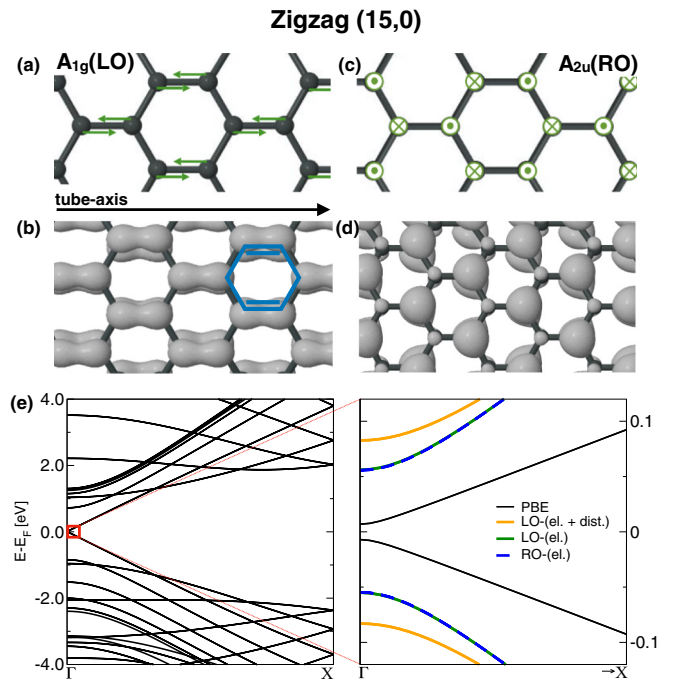 Zigzag (15,0)
(a) A1g(LO)
(c) A2u(RO)
tube-axis
(b)
(d)
(e)
E-EF [eV]
4.0
2.0
0.0
-2.0
-4.0
Γ
X
0.1
0
-0.1
PBE
LO-(el. + dist.)
LO-(el.)
RO-(el.)
Γ
→X